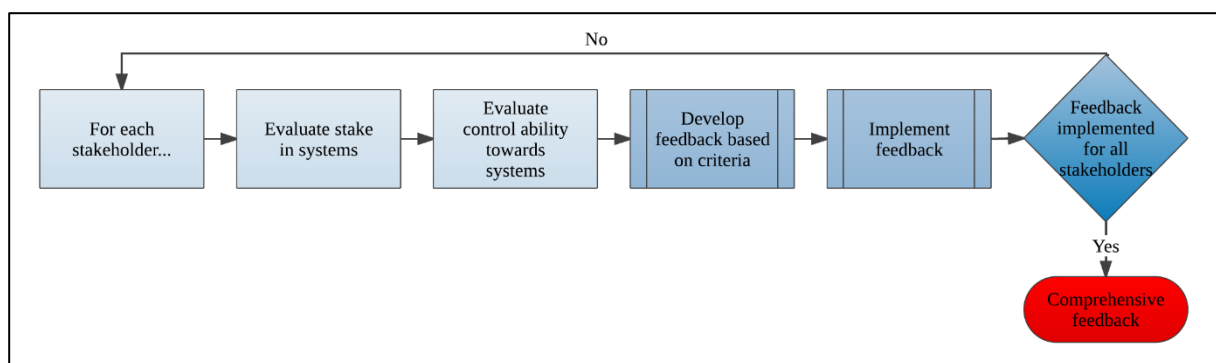 No
For each
stakeholder...
Evaluate stake
in systems
Evaluate
control ability
towards
systems
Develop
feedback based
on criteria
Implement
feedback
Feedback
implemented
for all
stakeholders
Yes
Comprehensive
feedback